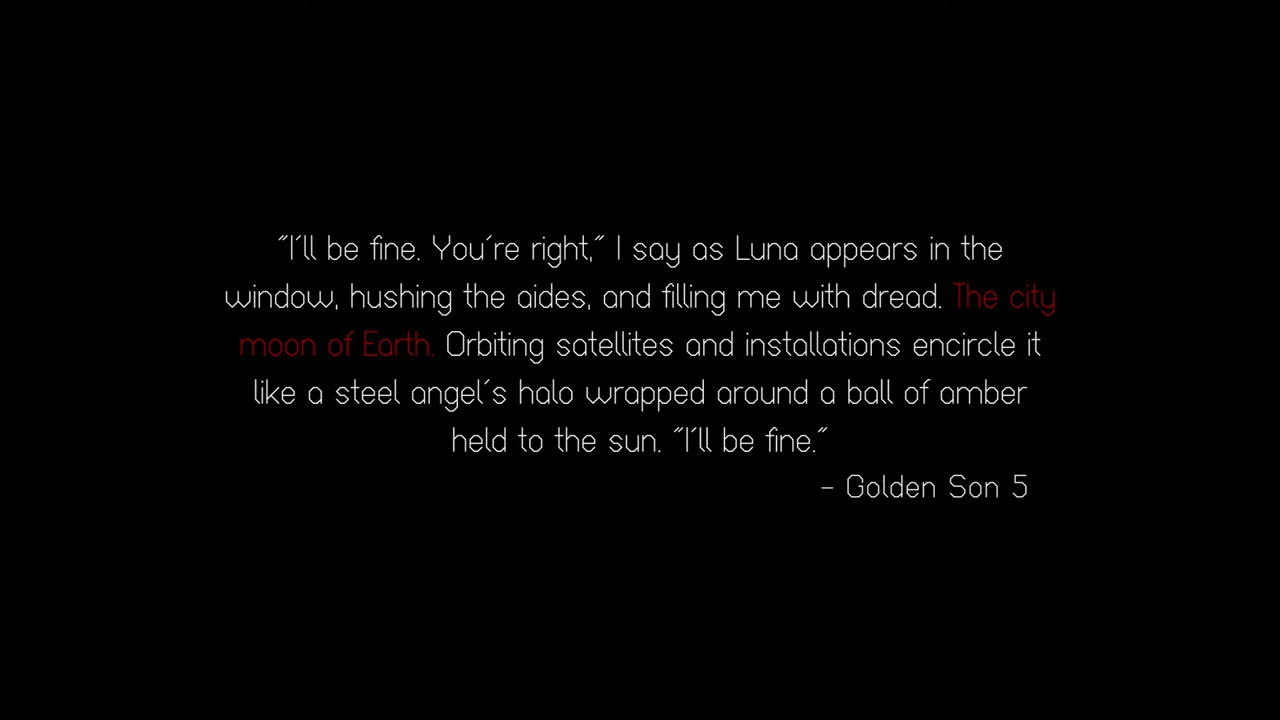 "I'll be fine. You're right," I say as Luna appears in the
window, hushing the aides, and filling me with dread. The city
moon of Earth. Orbiting satellites and installations encircle it
like a steel angel's halo wrapped around a ball of amber
held to the sun. "I'll be fine."
- Golden Son 5